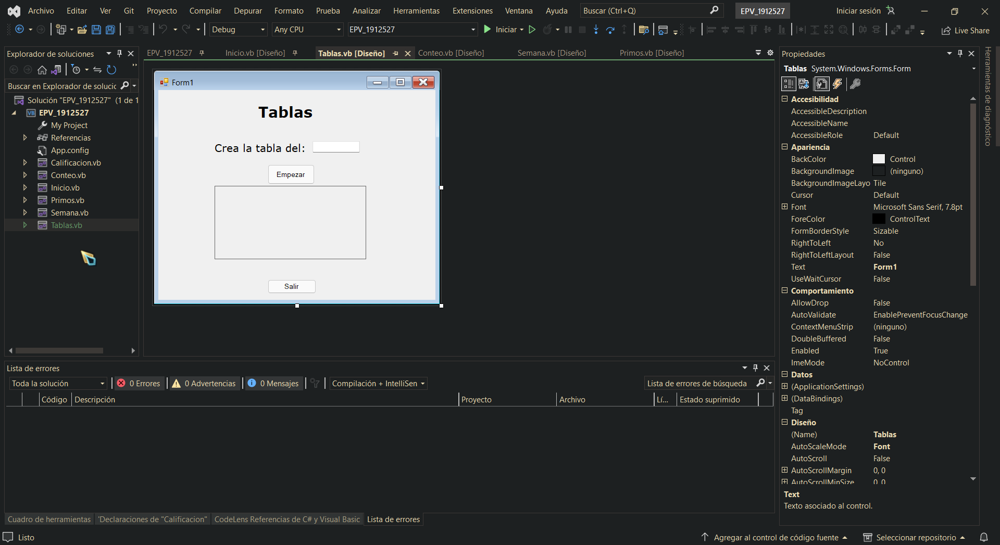 Archivo Editar Ver Git Proyecto Compilar Depurar Formato Prueba Analizar Herramientas Extensiones Ventana Ayuda Buscar (Ctrl+Q) EPV_1912527 Iniciar sesión
Debug Any CPU EPV_1912527 Iniciar Live Share
Explorador de soluciones
Buscar en Explorador de solucic
Solución "EPV_1912527" (1 de 1
VB EPV_1912527
My Project
Referencias
App.config
Calificacion.vb
Conteo.vb
Inicio.vb
Primos.vb
Semana.vb
Tablas.vb
EPV_1912527 Inicio.vb [Diseño] Tablas.vb [Diseño] Conteo.vb [Diseño] Semana.vb [Diseño] Primos.vb [Diseño]
Form1
Tablas
Crea la tabla del:
Empezar
Salir
Propiedades
Tablas System.Windows.Forms.Form
Accesibilidad
AccessibleDescription
AccessibleName
AccessibleRole Default
Apariencia
BackColor Control
BackgroundImage (ninguno)
BackgroundImageLayo Tile
Cursor Default
Font Microsoft Sans Serif, 7.8pt
ForeColor ControlText
FormBorderStyle Sizable
RightToLeft No
RightToLeftLayout False
Text Form1
UseWaitCursor False
Comportamiento
AllowDrop False
AutoValidate EnablePreventFocusChange
ContextMenuStrip (ninguno)
DoubleBuffered False
Enabled True
ImeMode NoControl
Datos
(ApplicationSettings)
(DataBindings)
Tag
Diseño
(Name) Tablas
AutoScaleMode Font
AutoScroll False
AutoScrollMargin 0, 0
AutoScrollMinSize 0, 0
Text
Texto asociado al control.
Herramientas de diagnóstico
Lista de errores
Toda la solución 0 Errores 0 Advertencias 0 Mensajes Compilación + IntelliSen Lista de errores de búsqueda
Código Descripción Proyecto Archivo Lí... Estado suprimido
Cuadro de herramientas 'Declaraciones de "Calificacion" CodeLens Referencias de C# y Visual Basic Lista de errores
Listo Agregar al control de código fuente Seleccionar repositorio